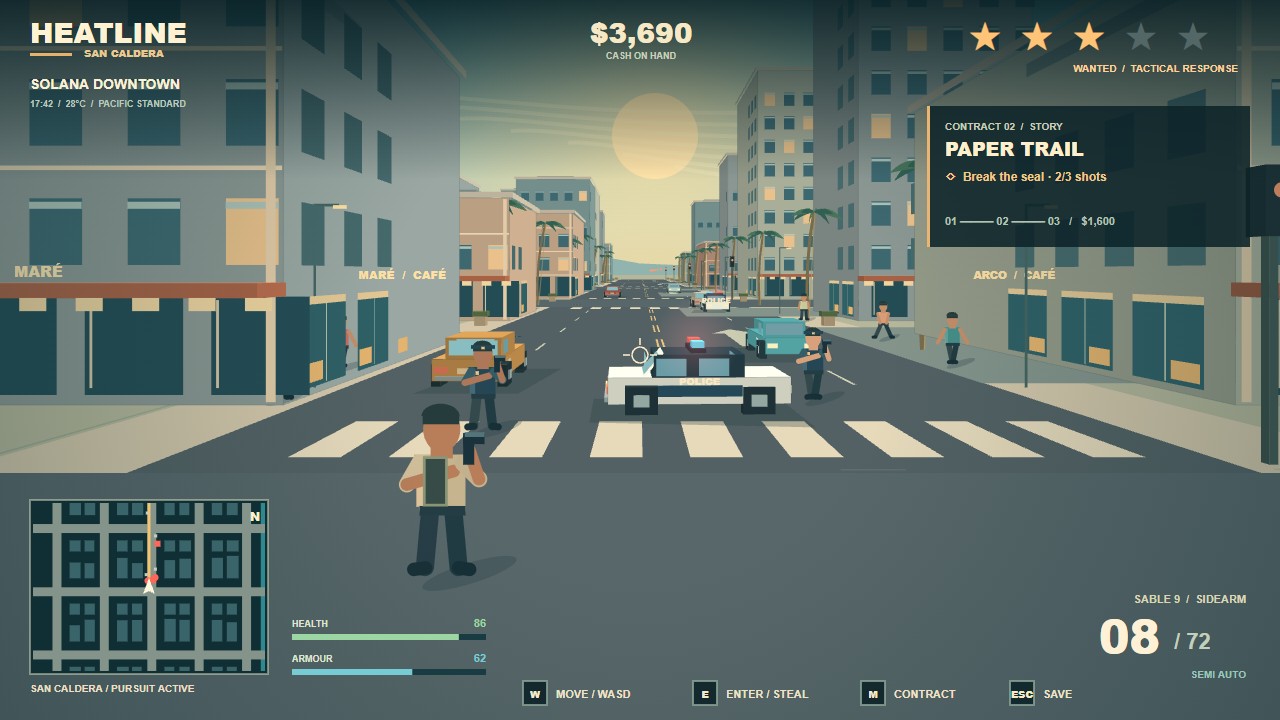 HEATLINE
SAN CALDERA
SOLANA DOWNTOWN
17:42 / 28°C / PACIFIC STANDARD
$3,690
CASH ON HAND
WANTED / TACTICAL RESPONSE
CONTRACT 02 / STORY
PAPER TRAIL
Break the seal · 2/3 shots
01 02 03 / $1,600
MARÉ
MARÉ / CAFÉ
ARCO / CAFÉ
POLICE
POLICE
N
SAN CALDERA / PURSUIT ACTIVE
HEALTH 86
ARMOUR 62
SABLE 9 / SIDEARM
08 / 72
SEMI AUTO
W MOVE / WASD
E ENTER / STEAL
M CONTRACT
ESC SAVE